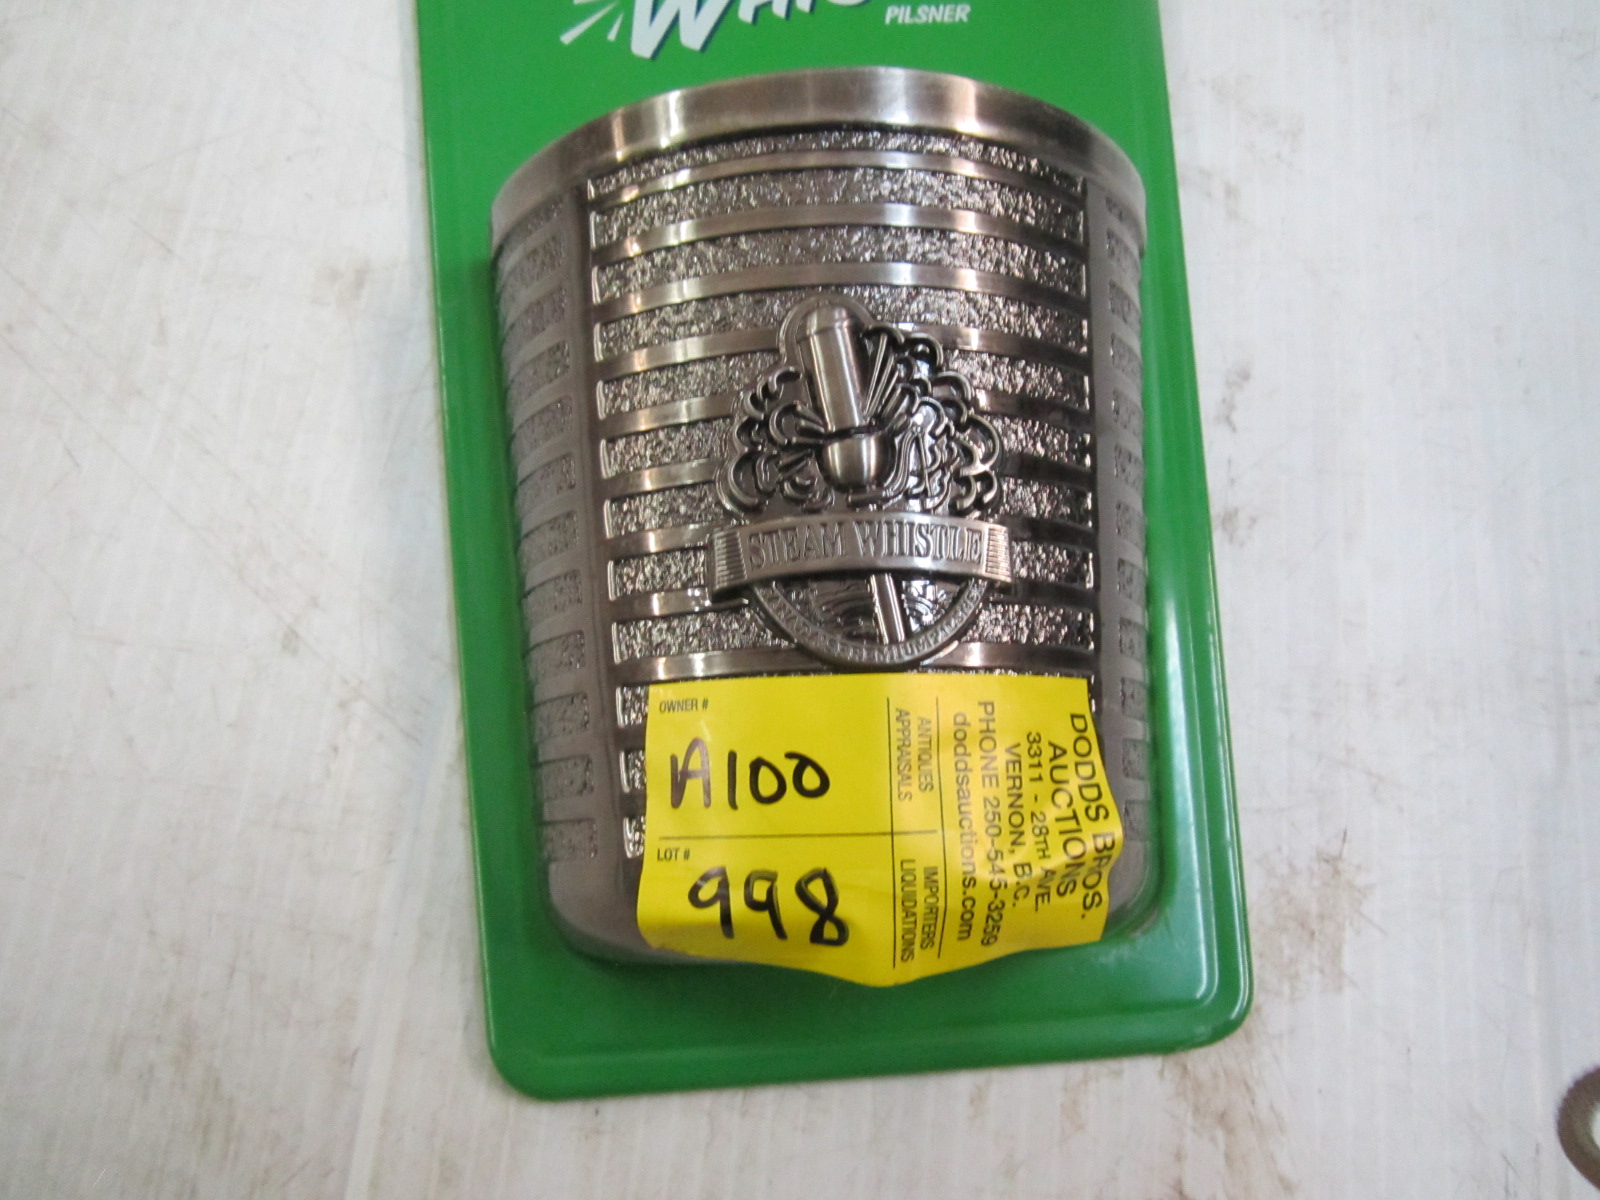 PILSNER
STEAM WHISTLE
PREMIUM
OWNER #
A100
LOT #
998
ANTIQUES
APPRAISALS
IMPORTERS
LIQUIDATIONS
DODDS BROS.
AUCTIONS
3311 - 28TH AVE.
VERNON, B.C.
PHONE 250-545-3259
doddsauctions.com